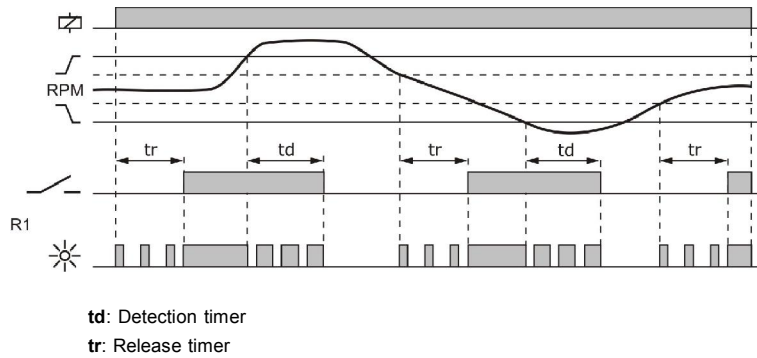 RPM
tr td tr td tr
R1
td: Detection timer
tr: Release timer